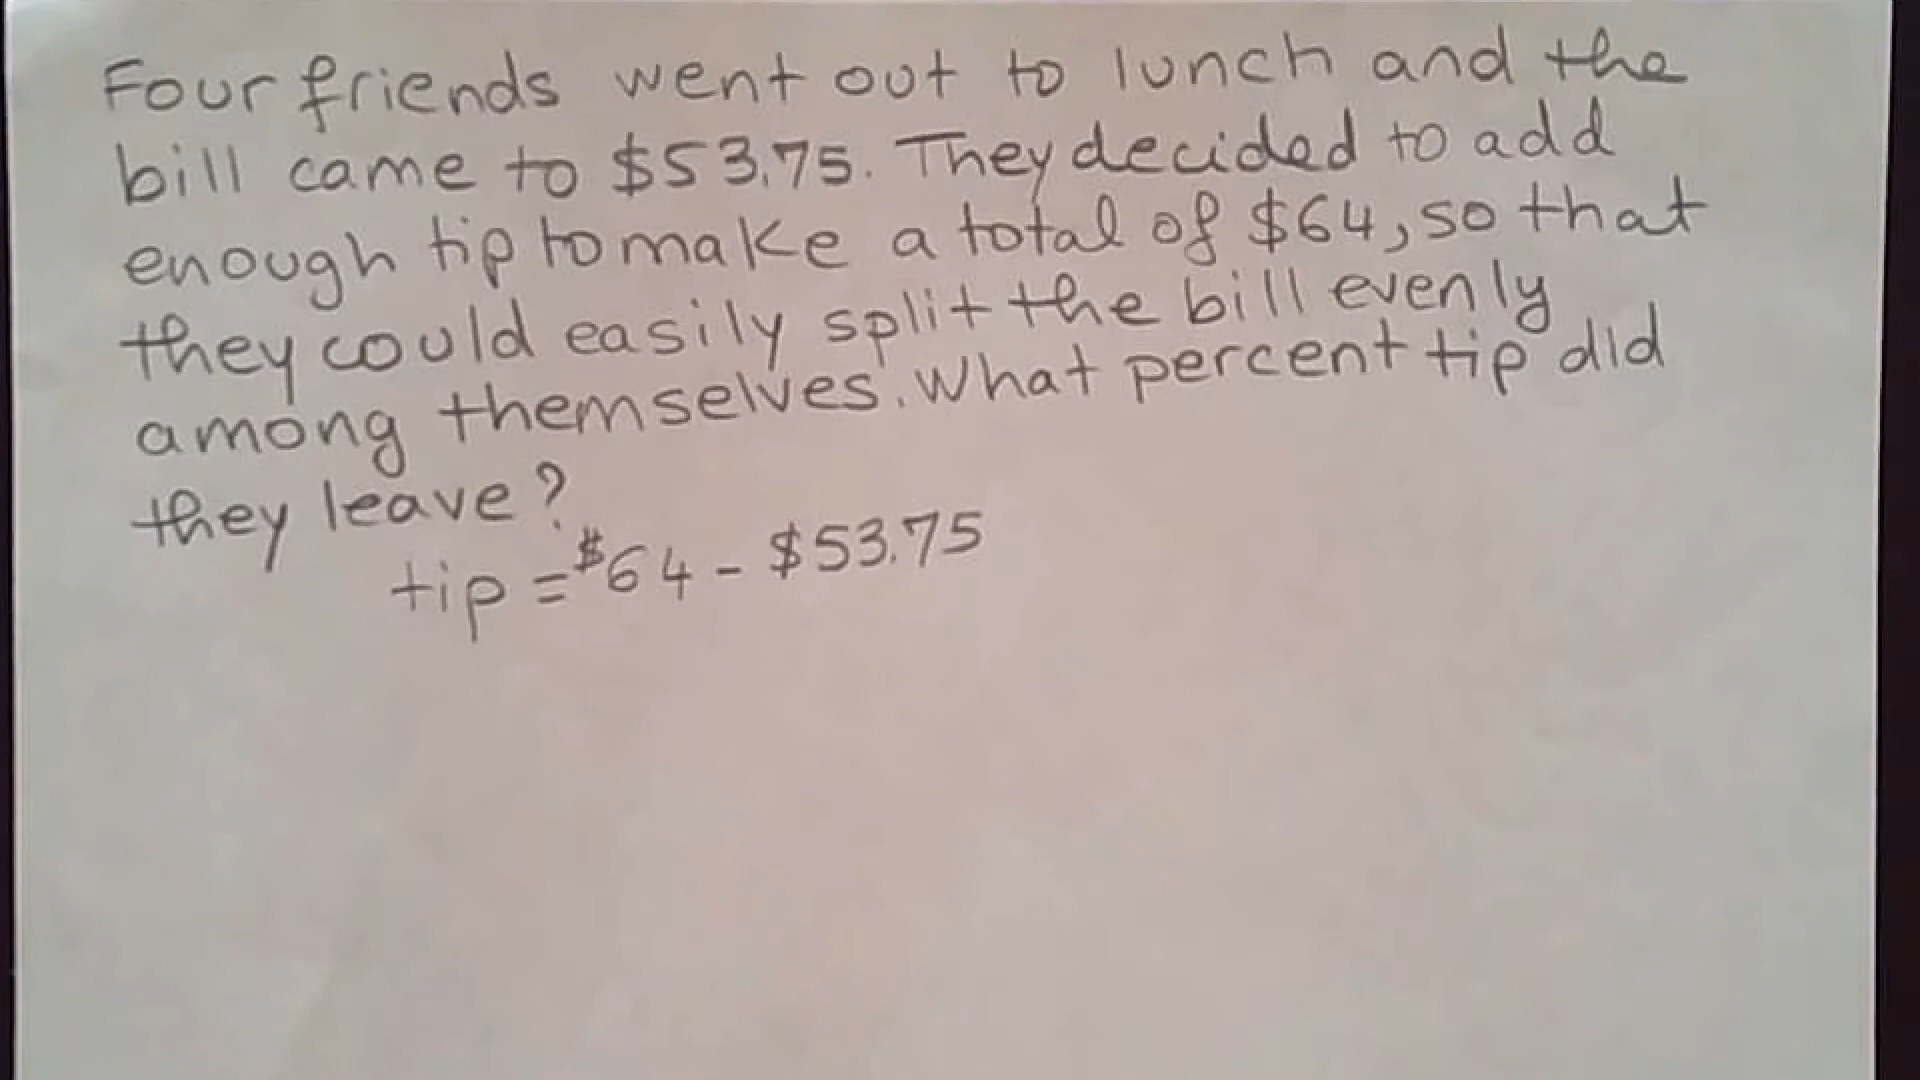 Four friends went out to lunch and the
bill came to $53.75. They decided to add
enough tip to make a total of $64, so that
they could easily split the bill evenly
among themselves. What percent tip did
they leave?
tip = $64 - $53.75